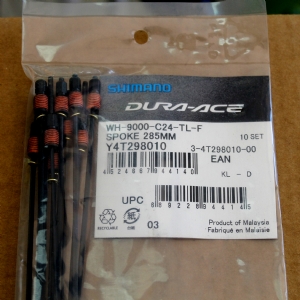 SHIMANO
DURA-ACE
WH-9000-C24-TL-F
SPOKE 285MM
10 SET
Y4T298010
3-4T298010-00
EAN
KL - D
UPC
RECYCLABLE
03
Product of Malaysia
Fabriqué en Malaisie